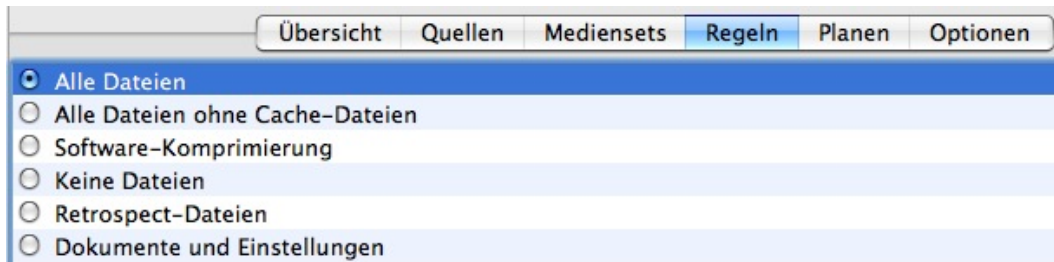 Übersicht Quellen Mediensets Regeln Planen Optionen
Alle Dateien
Alle Dateien ohne Cache-Dateien
Software-Komprimierung
Keine Dateien
Retrospect-Dateien
Dokumente und Einstellungen